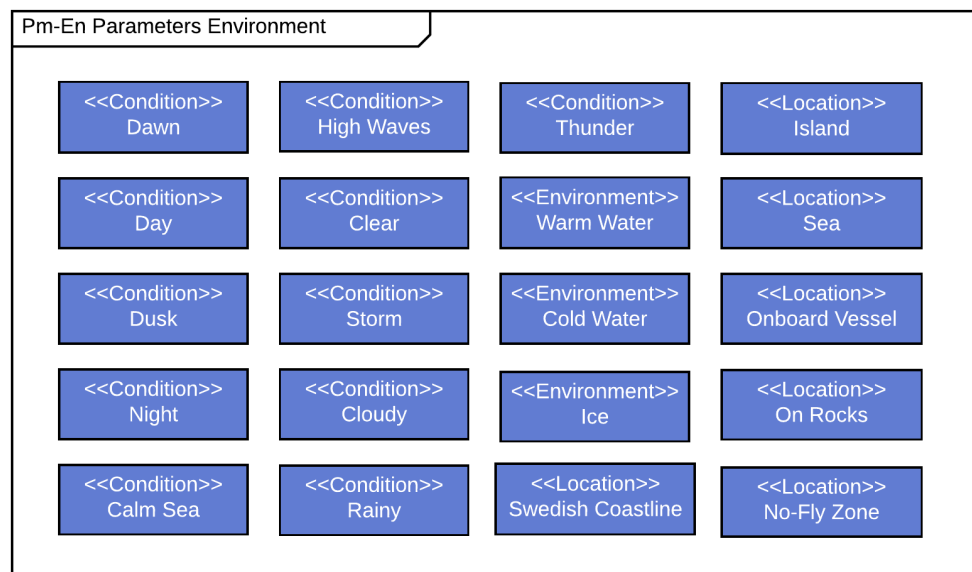 Pm-En Parameters Environment
<<Condition>>
Dawn
<<Condition>>
High Waves
<<Condition>>
Thunder
<<Location>>
Island
<<Condition>>
Day
<<Condition>>
Clear
<<Environment>>
Warm Water
<<Location>>
Sea
<<Condition>>
Dusk
<<Condition>>
Storm
<<Environment>>
Cold Water
<<Location>>
Onboard Vessel
<<Condition>>
Night
<<Condition>>
Cloudy
<<Environment>>
Ice
<<Location>>
On Rocks
<<Condition>>
Calm Sea
<<Condition>>
Rainy
<<Location>>
Swedish Coastline
<<Location>>
No-Fly Zone